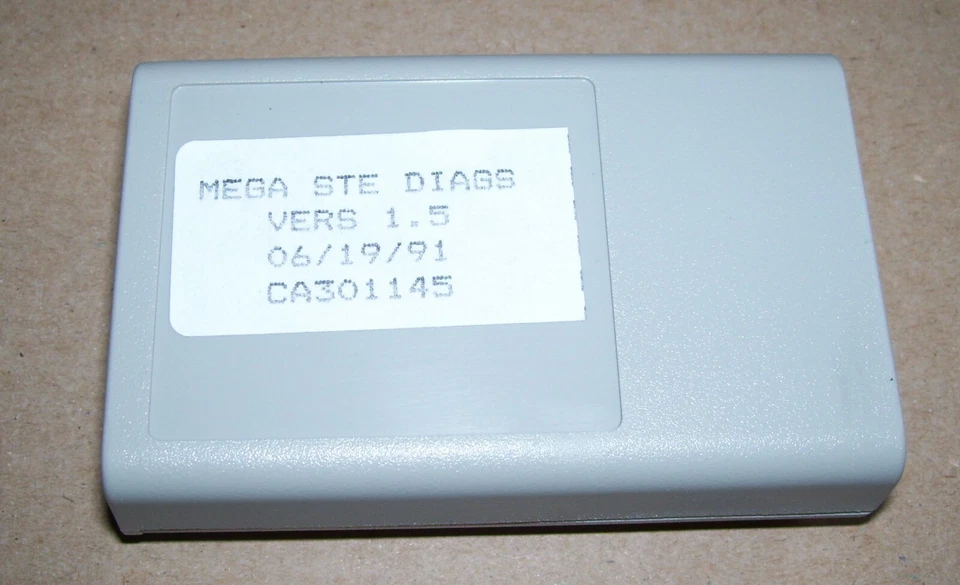 MEGA STE DIAGS
VERS 1.5
06/19/91
CA301145